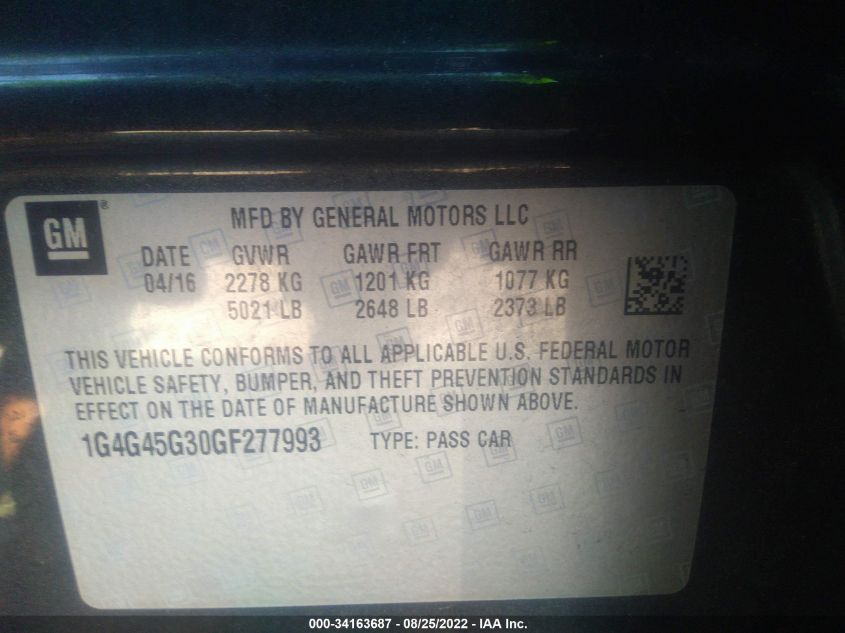 GM ®
MFD BY GENERAL MOTORS LLC
DATE GVWR GAWR FRT GAWR RR
04/16 2278 KG 1201 KG 1077 KG
5021 LB 2648 LB 2373 LB
THIS VEHICLE CONFORMS TO ALL APPLICABLE U.S. FEDERAL MOTOR
VEHICLE SAFETY, BUMPER, AND THEFT PREVENTION STANDARDS IN
EFFECT ON THE DATE OF MANUFACTURE SHOWN ABOVE.
1G4G45G30GF277993 TYPE: PASS CAR
000-34163687 - 08/25/2022 - IAA Inc.